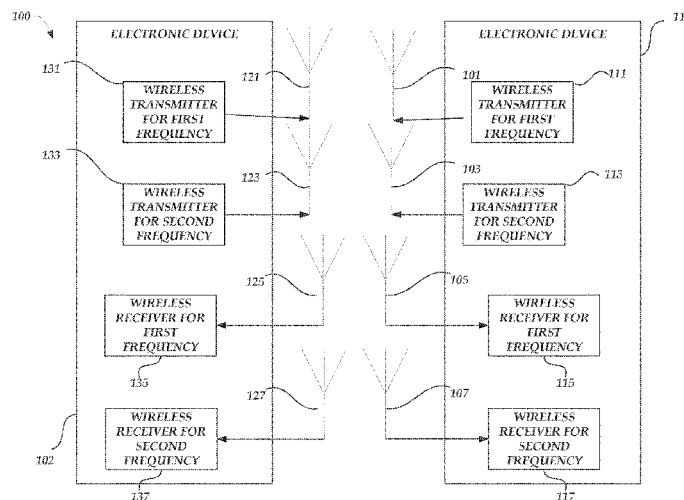 100
ELECTRONIC DEVICE
ELECTRONIC DEVICE
11
131
121
101
111
WIRELESS
TRANSMITTER
FOR FIRST
FREQUENCY
WIRELESS
TRANSMITTER
FOR FIRST
FREQUENCY
133
123
103
113
WIRELESS
TRANSMITTER
FOR SECOND
FREQUENCY
WIRELESS
TRANSMITTER
FOR SECOND
FREQUENCY
125
105
WIRELESS
RECEIVER FOR
FIRST
FREQUENCY
WIRELESS
RECEIVER FOR
FIRST
FREQUENCY
135
115
127
107
WIRELESS
RECEIVER FOR
SECOND
FREQUENCY
WIRELESS
RECEIVER FOR
SECOND
FREQUENCY
102
137
117